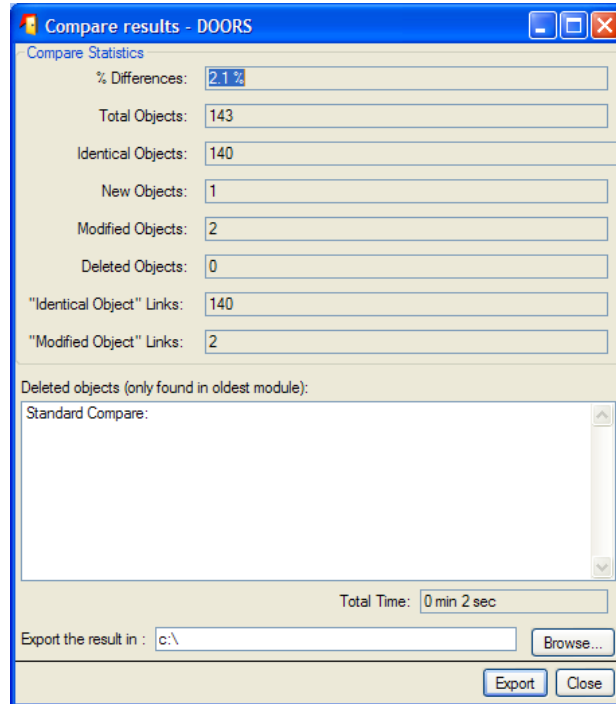 Compare results - DOORS
Compare Statistics
% Differences: 2.1 %
Total Objects: 143
Identical Objects: 140
New Objects: 1
Modified Objects: 2
Deleted Objects: 0
"Identical Object" Links: 140
"Modified Object" Links: 2
Deleted objects (only found in oldest module):
Standard Compare:
Total Time: 0 min 2 sec
Export the result in : c:\ Browse...
Export Close